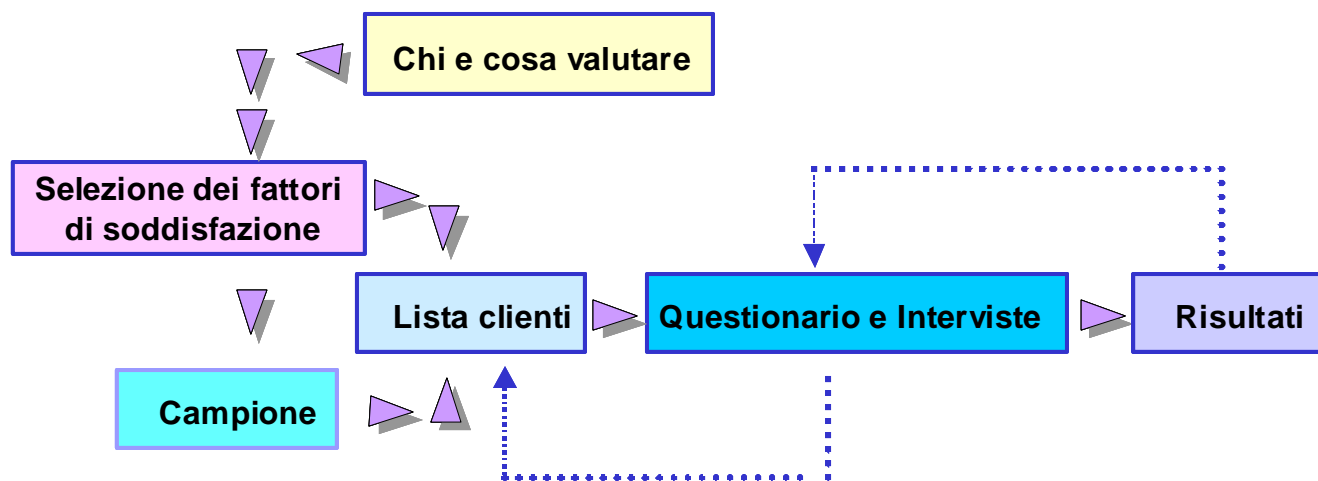 Chi e cosa valutare
Selezione dei fattori
di soddisfazione
Lista clienti
Questionario e Interviste
Risultati
Campione